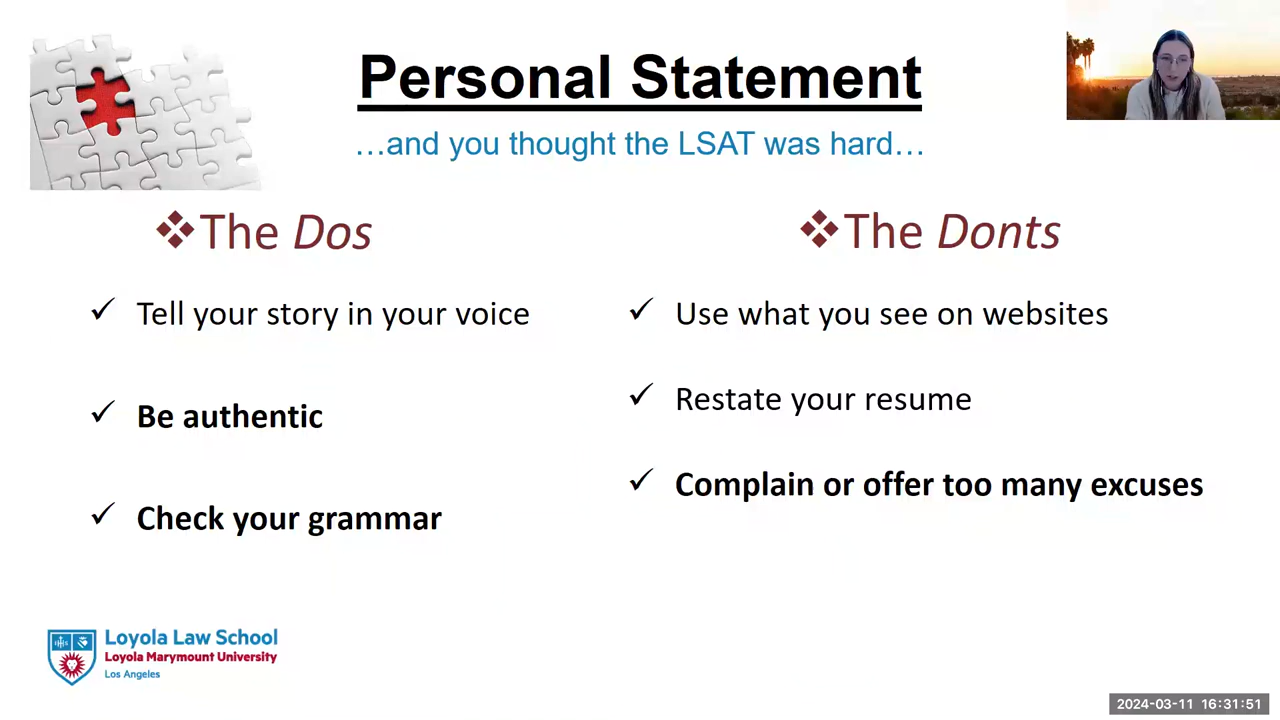 Personal Statement
…and you thought the LSAT was hard…
The Dos
Tell your story in your voice
Be authentic
Check your grammar
The Donts
Use what you see on websites
Restate your resume
Complain or offer too many excuses
Loyola Law School
Loyola Marymount University
Los Angeles
2024-03-11 16:31:51